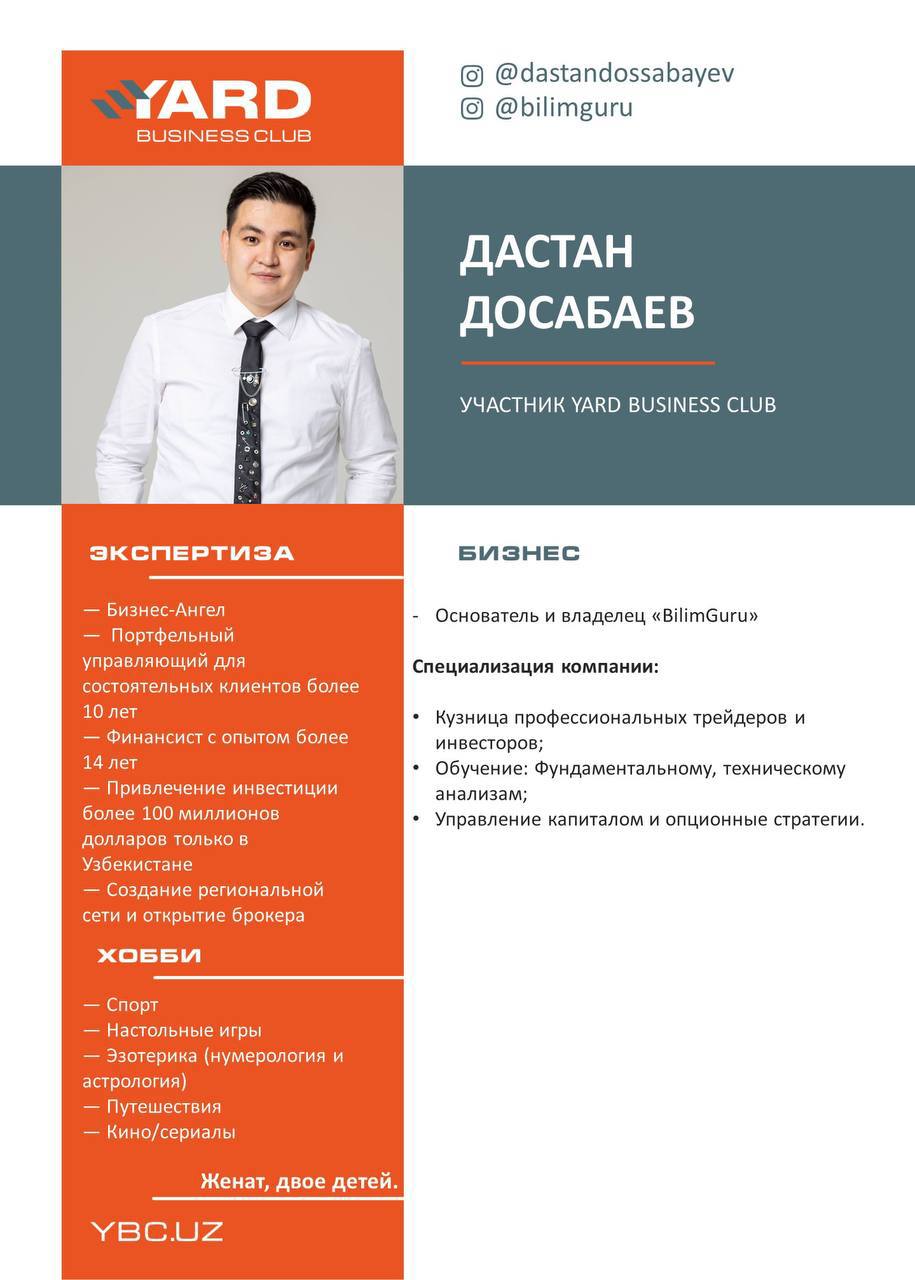 YARD
BUSINESS CLUB
@dastandossabayev
@bilimguru
ДАСТАН
ДОСАБАЕВ
УЧАСТНИК YARD BUSINESS CLUB
ЭКСПЕРТИЗА
— Бизнес-Ангел
— Портфельный
управляющий для
состоятельных клиентов более
10 лет
— Финансист с опытом более
14 лет
— Привлечение инвестиции
более 100 миллионов
долларов только в
Узбекистане
— Создание региональной
сети и открытие брокера
ХОББИ
— Спорт
— Настольные игры
— Эзотерика (нумерология и
астрология)
— Путешествия
— Кино/сериалы
Женат, двое детей.
YBC.UZ
БИЗНЕС
- Основатель и владелец «BilimGuru»
Специализация компании:
• Кузница профессиональных трейдеров и
инвесторов;
• Обучение: Фундаментальному, техническому
анализам;
• Управление капиталом и опционные стратегии.